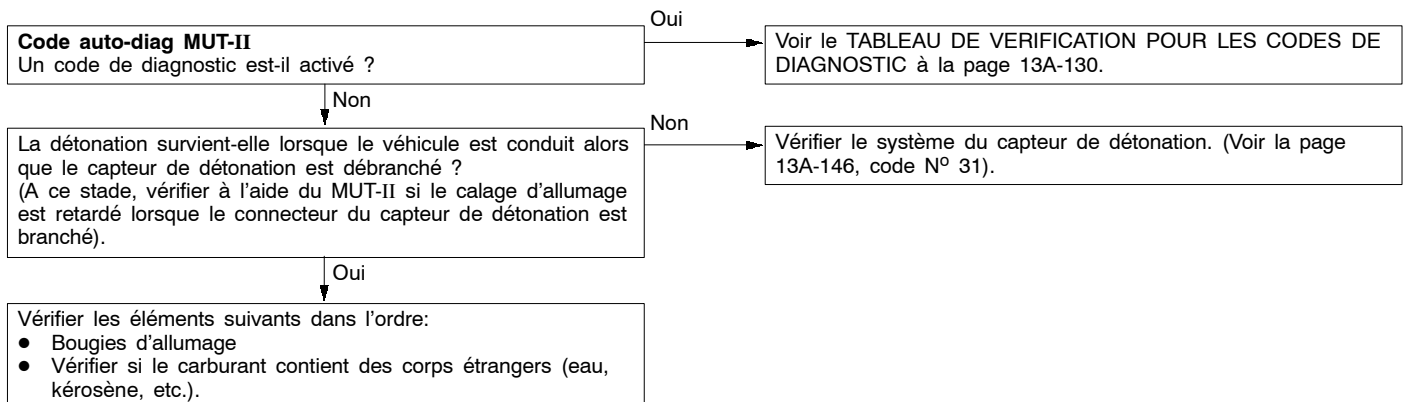 Code auto-diag MUT-II
Un code de diagnostic est-il activé ?
Oui
Voir le TABLEAU DE VERIFICATION POUR LES CODES DE
DIAGNOSTIC à la page 13A-130.
Non
La détonation survient-elle lorsque le véhicule est conduit alors
que le capteur de détonation est débranché ?
(A ce stade, vérifier à l'aide du MUT-II si le calage d'allumage
est retardé lorsque le connecteur du capteur de détonation est
branché).
Non
Vérifier le système du capteur de détonation. (Voir la page
13A-146, code Nº 31).
Oui
Vérifier les éléments suivants dans l'ordre:
● Bougies d'allumage
● Vérifier si le carburant contient des corps étrangers (eau,
kérosène, etc.).